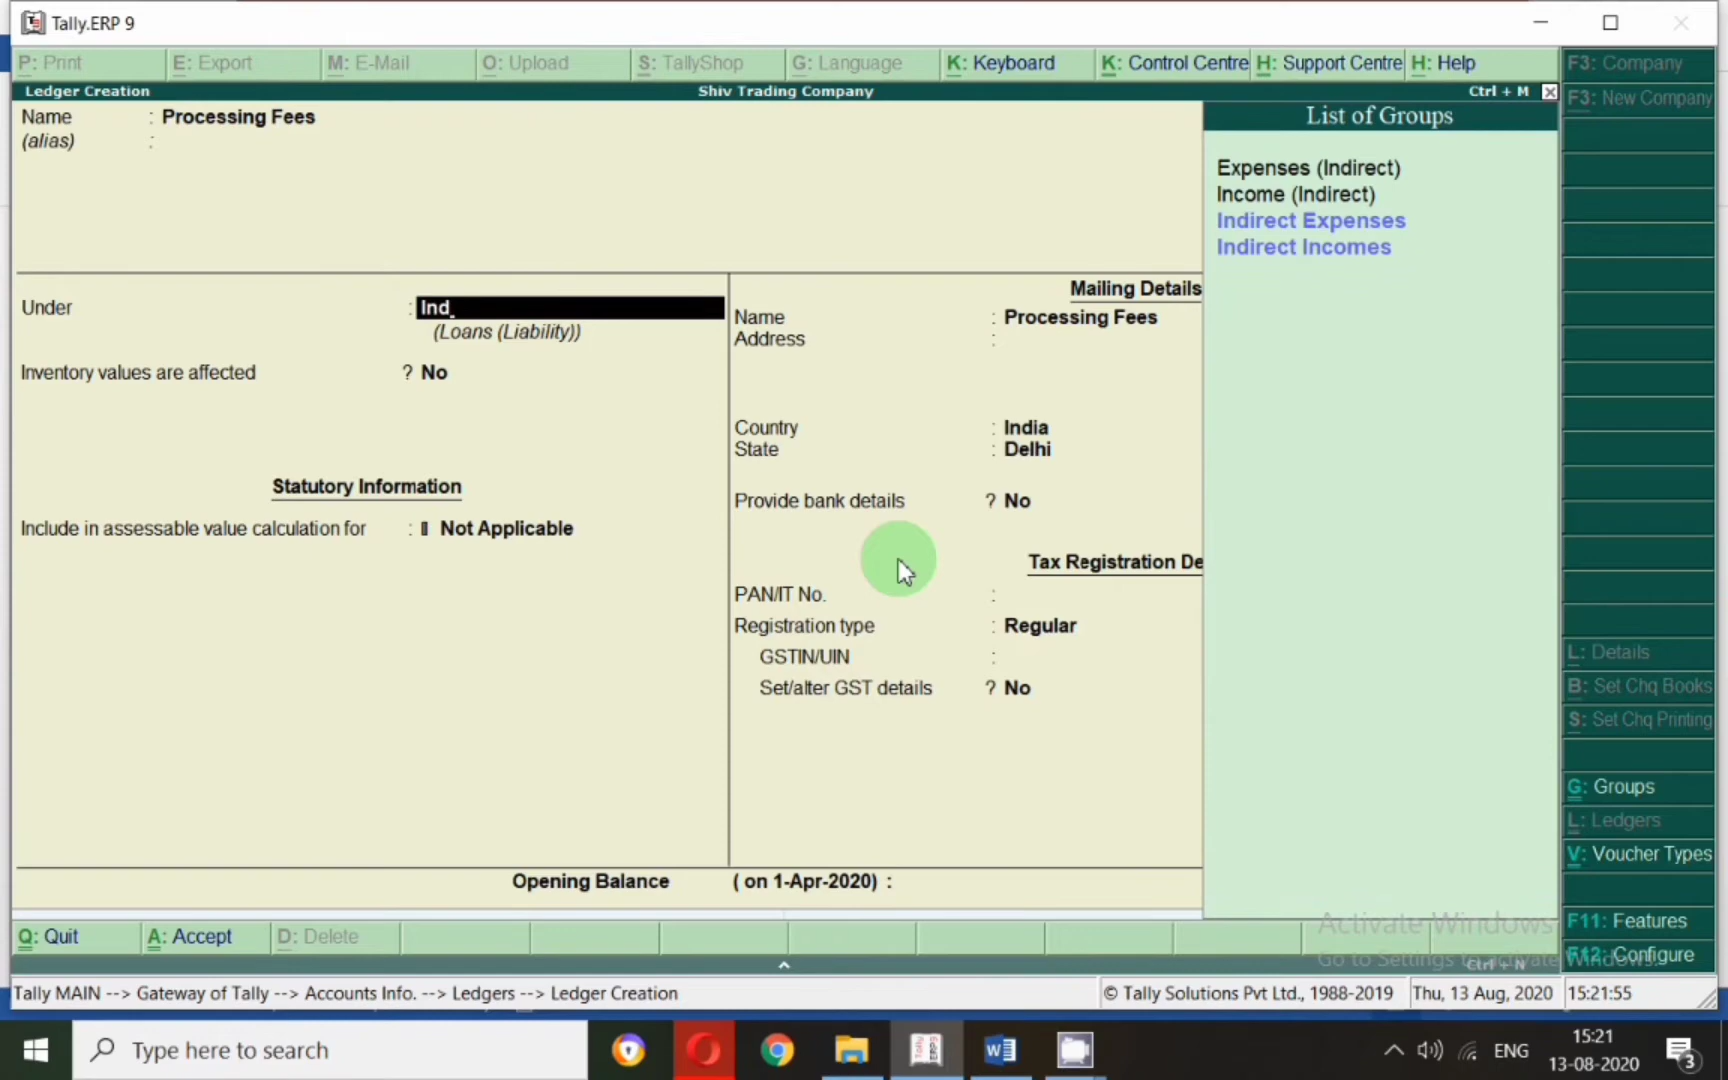 Tally.ERP 9
P: Print
E: Export
M: E-Mail
O: Upload
S: TallyShop
G: Language
K: Keyboard
K: Control Centre
H: Support Centre
H: Help
F3: Company
F3: New Company
Ledger Creation
Shiv Trading Company
Ctrl + M
Name : Processing Fees
(alias) :
List of Groups
Expenses (Indirect)
Income (Indirect)
Indirect Expenses
Indirect Incomes
Under : Ind_
(Loans (Liability))
Inventory values are affected ? No
Statutory Information
Include in assessable value calculation for : Not Applicable
Mailing Details
Name : Processing Fees
Address :
Country : India
State : Delhi
Provide bank details ? No
Tax Registration De
PAN/IT No. :
Registration type : Regular
GSTIN/UIN :
Set/alter GST details ? No
Opening Balance ( on 1-Apr-2020) :
L: Details
B: Set Chq Books
S: Set Chq Printing
G: Groups
L: Ledgers
V: Voucher Types
F11: Features
F12: Configure
Activate Windows
Go to Settings to activate Windows.
Q: Quit
A: Accept
D: Delete
Ctrl + N
Tally MAIN --> Gateway of Tally --> Accounts Info. --> Ledgers --> Ledger Creation
© Tally Solutions Pvt Ltd., 1988-2019
Thu, 13 Aug, 2020
15:21:55
Type here to search
Tally
ERP9
W
ENG
15:21
13-08-2020
3